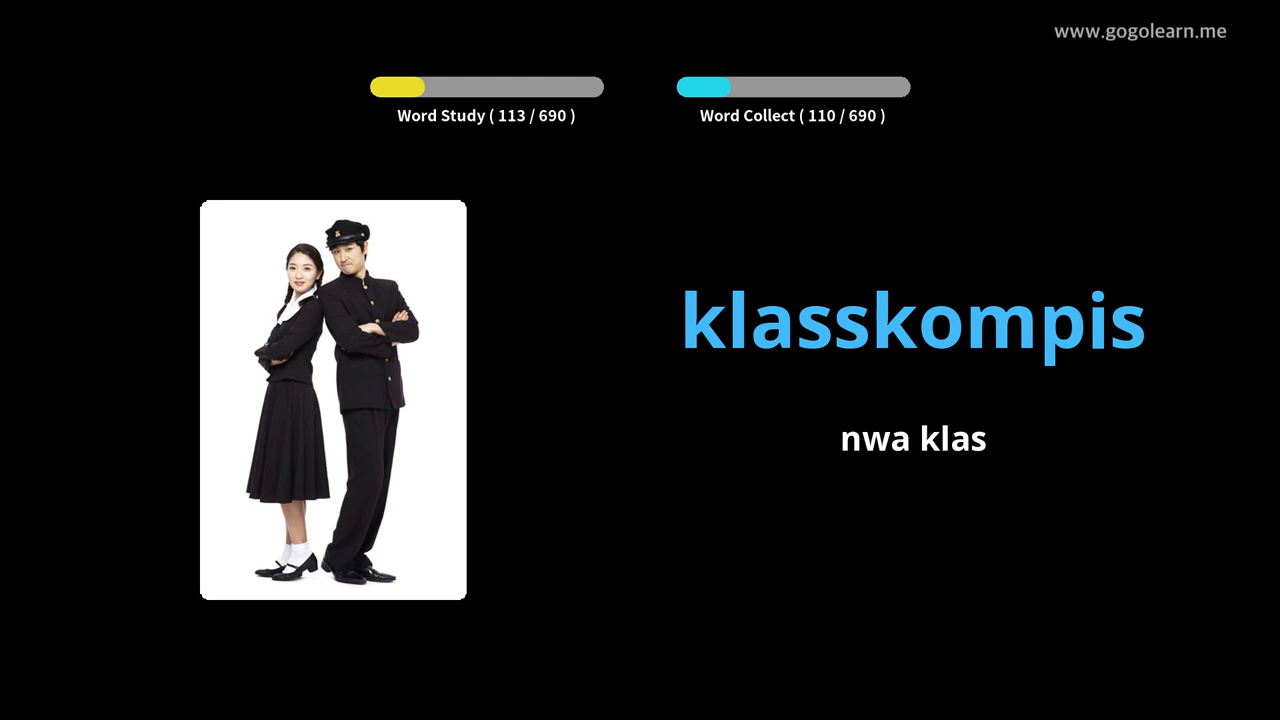 www.gogolearn.me
Word Study ( 113 / 690 )
Word Collect ( 110 / 690 )
klasskompis
nwa klas